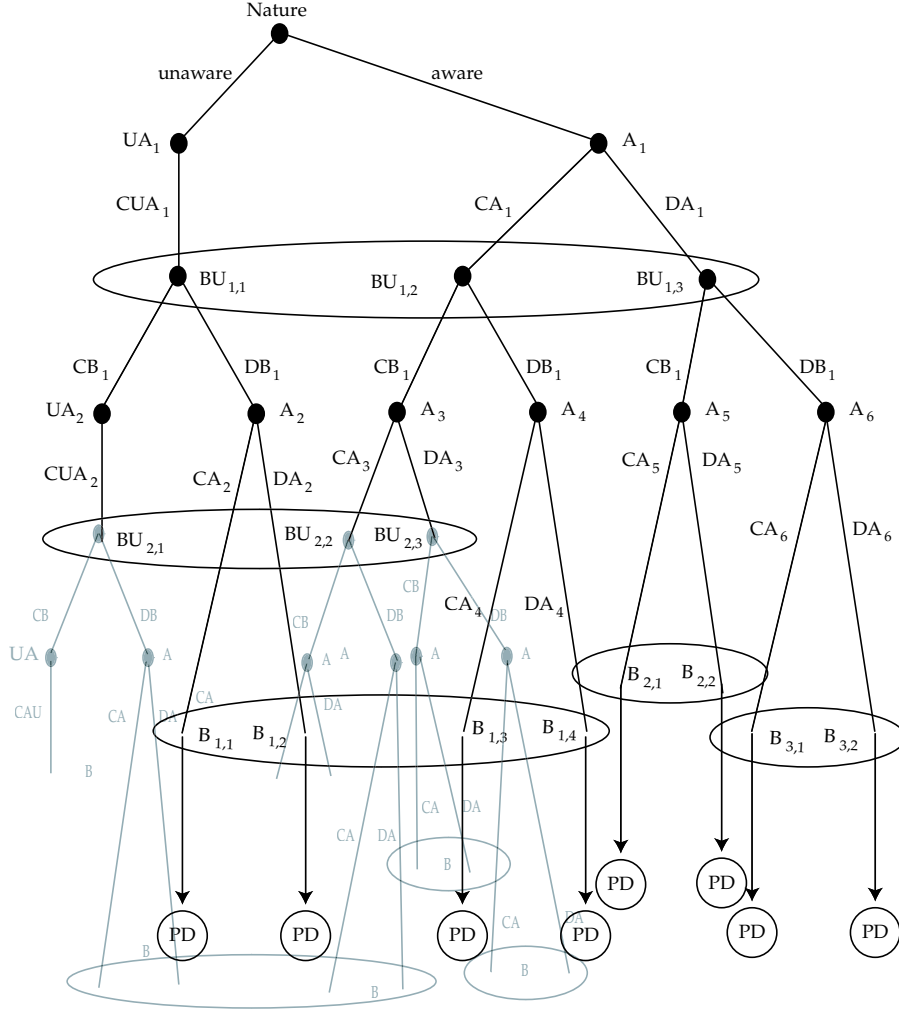 Nature
unaware aware
UA1 A1
CUA1 CA1 DA1
BU1,1 BU1,2 BU1,3
CB1 DB1 CB1 DB1 CB1 DB1
UA2 A2 A3 A4 A5 A6
CUA2 CA2 DA2 CA3 DA3 CA5 DA5
CA6 DA6
BU2,1 BU2,2 BU2,3
CB DB CB DB CB DB
CA4 DA4
UA A A A A A
B2,1 B2,2
CAU CA DA CA DA
B1,1 B1,2 B1,3 B1,4 B3,1 B3,2
B
CA DA CA DA
B
PD PD
CA DA
PD PD PD PD PD PD
B B
B